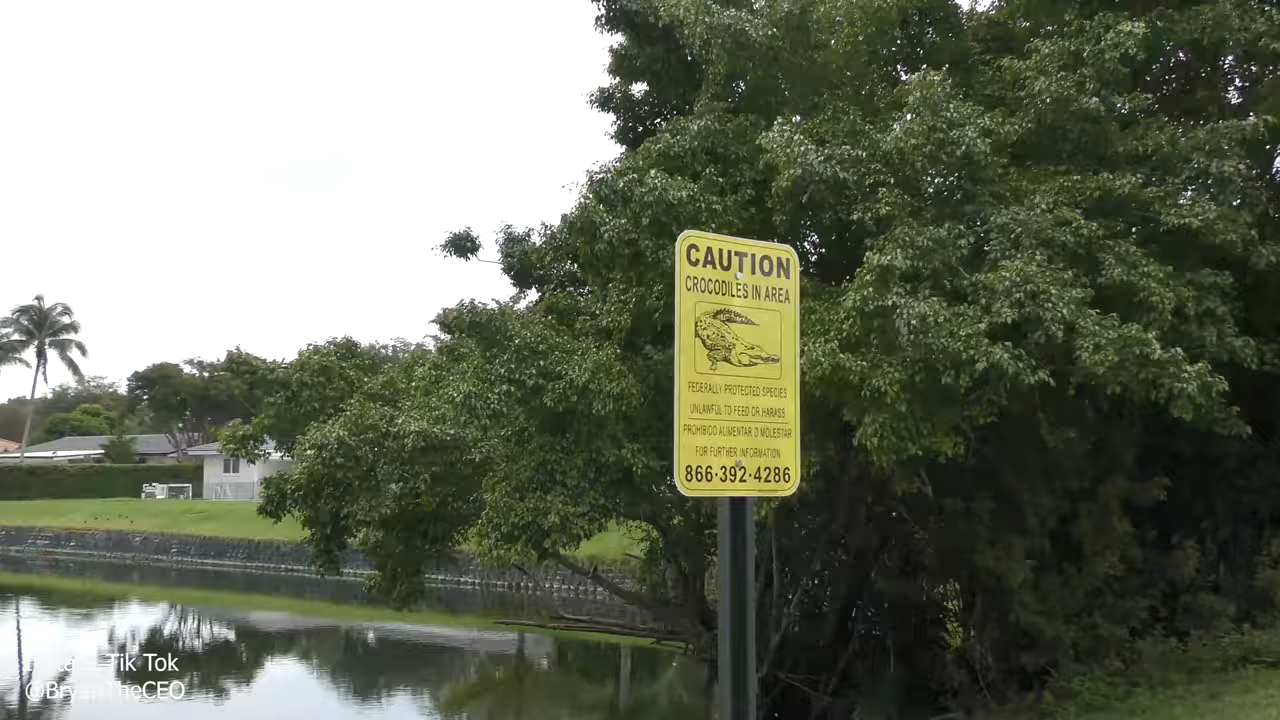 CAUTION
CROCODILES IN AREA
FEDERALLY PROTECTED SPECIES
UNLAWFUL TO FEED OR HARASS
PROHIBIDO ALIMENTAR O MOLESTAR
FOR FURTHER INFORMATION
866·392·4286
Tik Tok
@BryanTheCEO